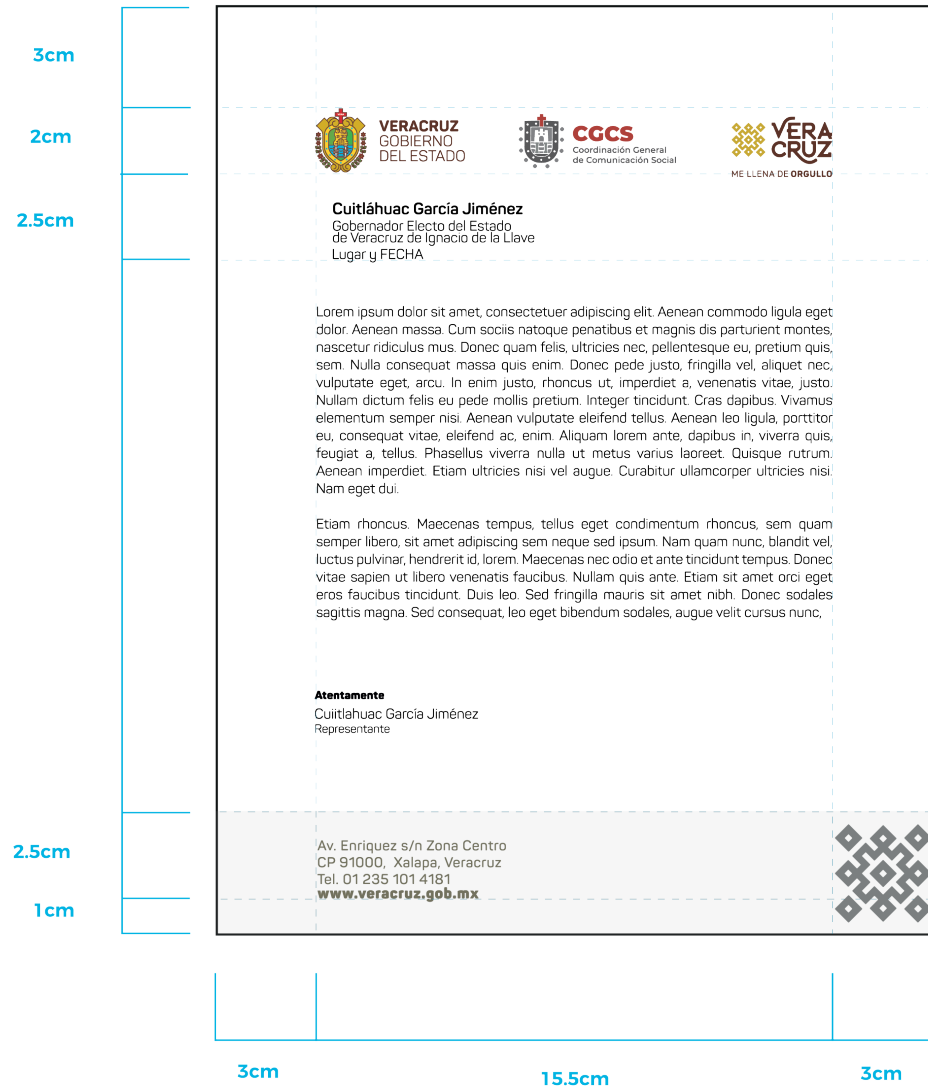 3cm
2cm
2.5cm
VERACRUZ
GOBIERNO
DEL ESTADO
CGCS
Coordinación General
de Comunicación Social
VERA
CRUZ
ME LLENA DE ORGULLO
Cuitláhuac García Jiménez
Gobernador Electo del Estado
de Veracruz de Ignacio de la Llave
Lugar y FECHA
Lorem ipsum dolor sit amet, consectetuer adipiscing elit. Aenean commodo ligula eget
dolor. Aenean massa. Cum sociis natoque penatibus et magnis dis parturient montes,
nascetur ridiculus mus. Donec quam felis, ultricies nec, pellentesque eu, pretium quis,
sem. Nulla consequat massa quis enim. Donec pede justo, fringilla vel, aliquet nec,
vulputate eget, arcu. In enim justo, rhoncus ut, imperdiet a, venenatis vitae, justo.
Nullam dictum felis eu pede mollis pretium. Integer tincidunt. Cras dapibus. Vivamus
elementum semper nisi. Aenean vulputate eleifend tellus. Aenean leo ligula, porttitor
eu, consequat vitae, eleifend ac, enim. Aliquam lorem ante, dapibus in, viverra quis,
feugiat a, tellus. Phasellus viverra nulla ut metus varius laoreet. Quisque rutrum.
Aenean imperdiet. Etiam ultricies nisi vel augue. Curabitur ullamcorper ultricies nisi.
Nam eget dui.
Etiam rhoncus. Maecenas tempus, tellus eget condimentum rhoncus, sem quam
semper libero, sit amet adipiscing sem neque sed ipsum. Nam quam nunc, blandit vel,
luctus pulvinar, hendrerit id, lorem. Maecenas nec odio et ante tincidunt tempus. Donec
vitae sapien ut libero venenatis faucibus. Nullam quis ante. Etiam sit amet orci eget
eros faucibus tincidunt. Duis leo. Sed fringilla mauris sit amet nibh. Donec sodales
sagittis magna. Sed consequat, leo eget bibendum sodales, augue velit cursus nunc,
Atentamente
Cuiitlahuac García Jiménez
Representante
2.5cm
1cm
Av. Enriquez s/n Zona Centro
CP 91000, Xalapa, Veracruz
Tel. 01 235 101 4181
www.veracruz.gob.mx
3cm
15.5cm
3cm